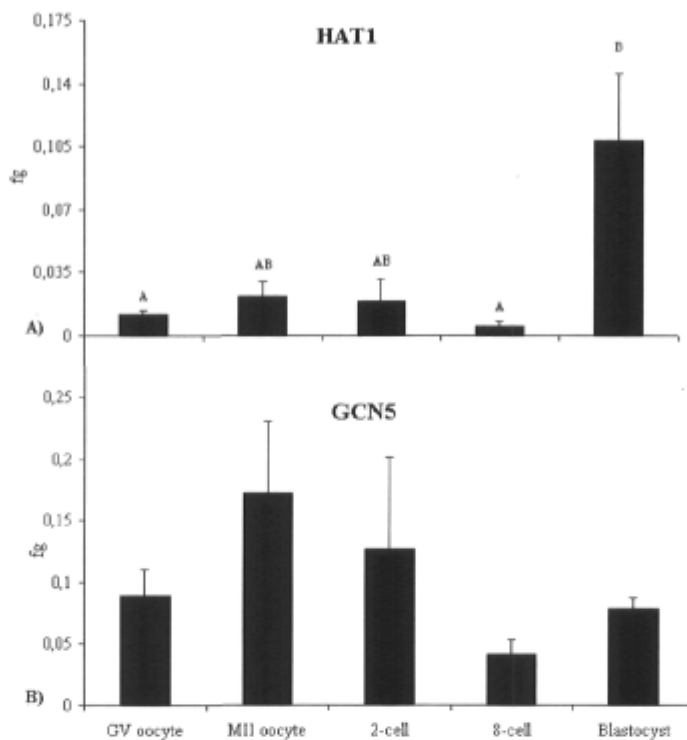 0,175
HAT1
B
0,14
0,105
fg
0,07
AB
AB
0,035
A
A
A)
0
0,25
GCN5
0,2
0,15
fg
0,1
0,05
B)
0
GV oocyte
MII oocyte
2-cell
8-cell
Blastocyst